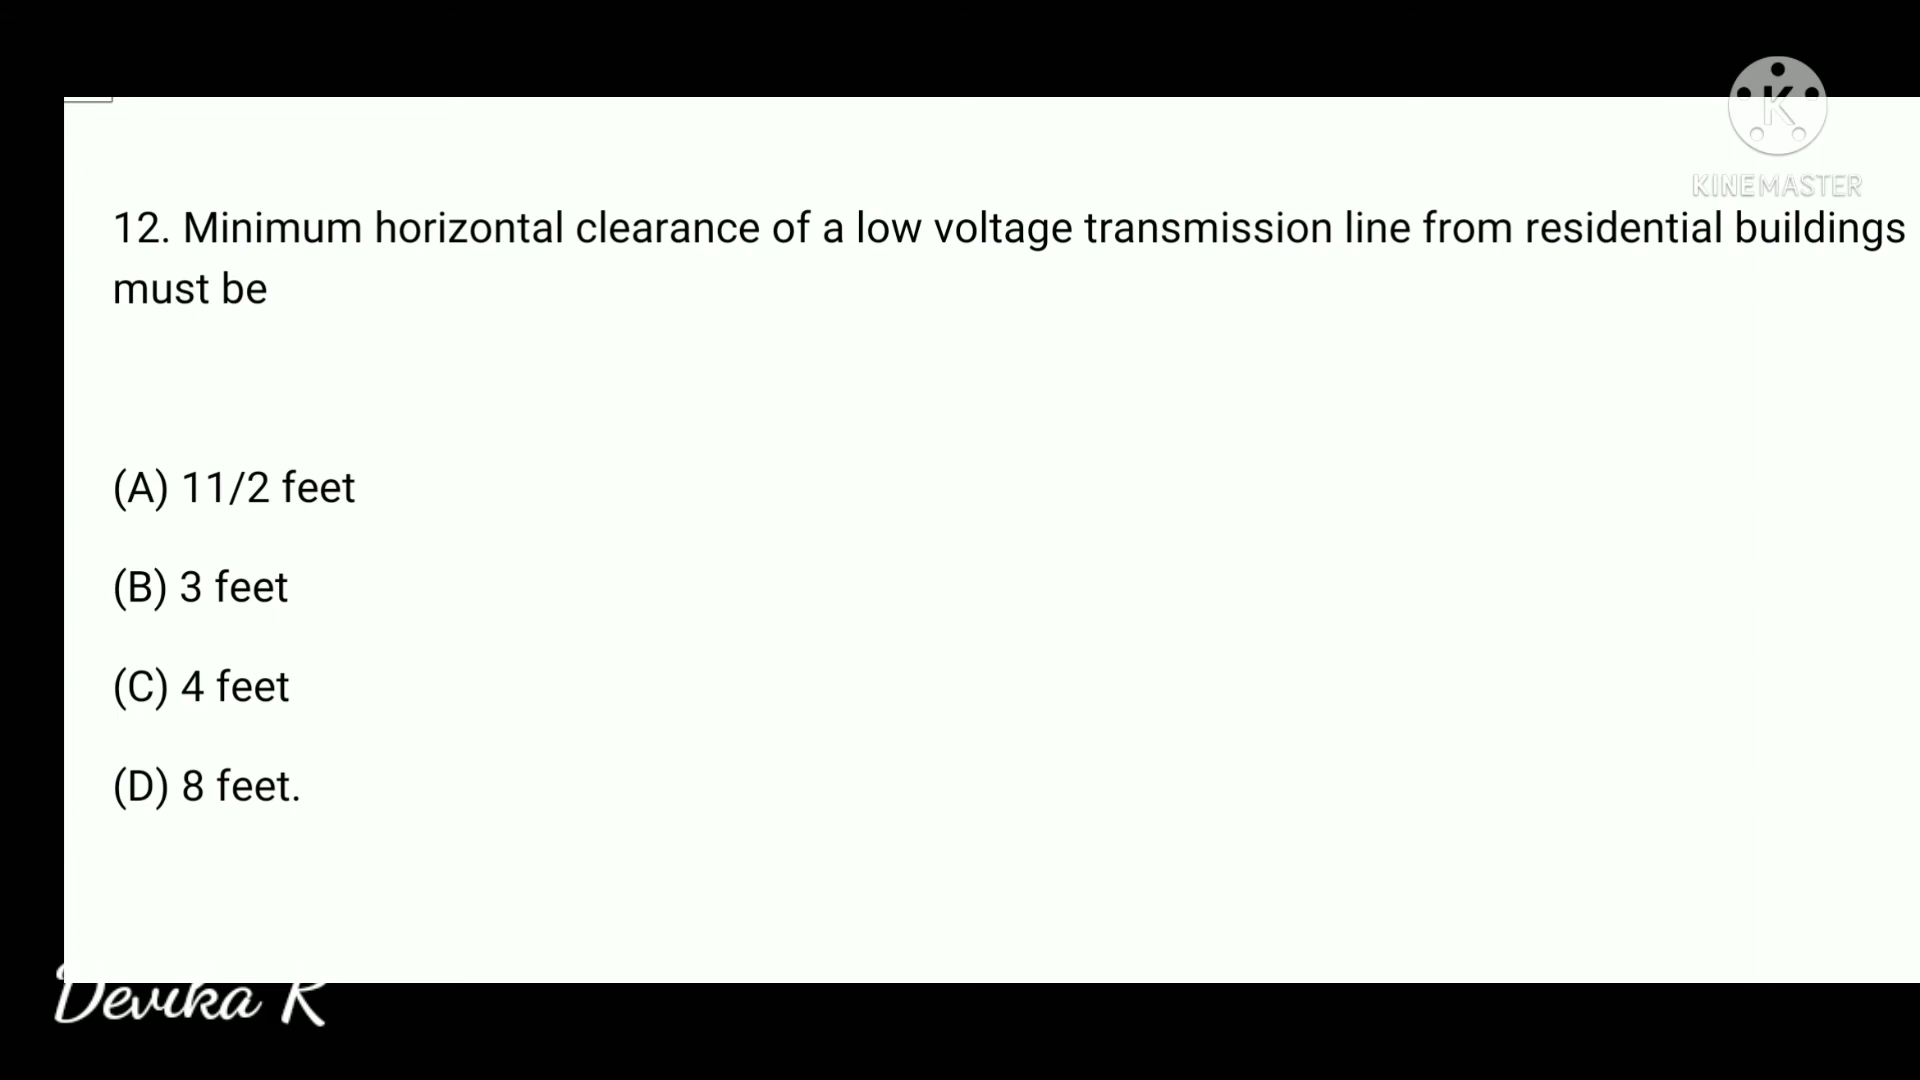 KINEMASTER
12. Minimum horizontal clearance of a low voltage transmission line from residential buildings
must be
(A) 11/2 feet
(B) 3 feet
(C) 4 feet
(D) 8 feet.
Devika R